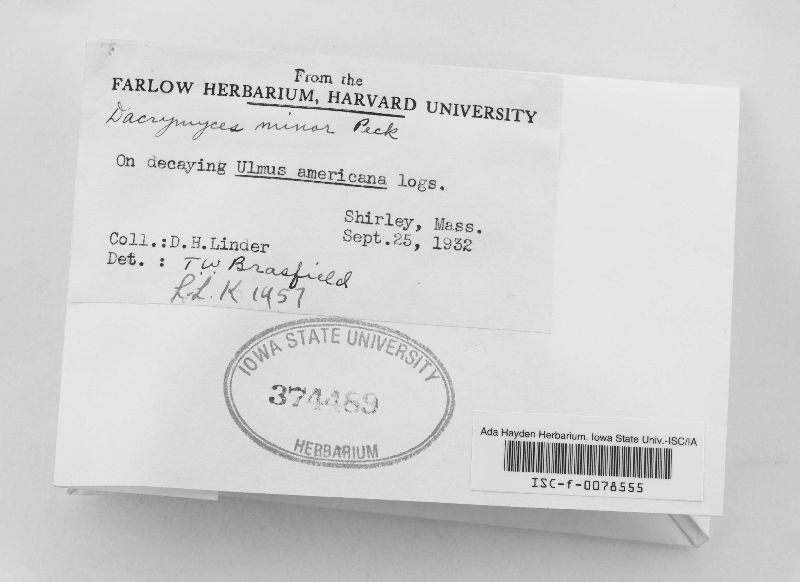 From the
FARLOW HERBARIUM, HARVARD UNIVERSITY
Dacrymyces minor Peck
On decaying Ulmus americana logs.
Shirley, Mass.
Sept.25, 1932
Coll.:D.H.Linder
Det. : T.W. Brasfield
L.L. K 1957
IOWA STATE UNIVERSITY
374489
HERBARIUM
Ada Hayden Herbarium. Iowa State Univ.-ISC/IA
ISC-f-0078555